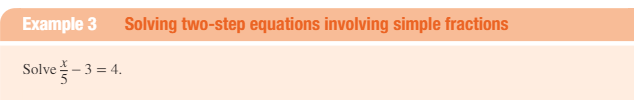 Example 3 Solving two-step equations involving simple fractions
Solve x/5 − 3 = 4.